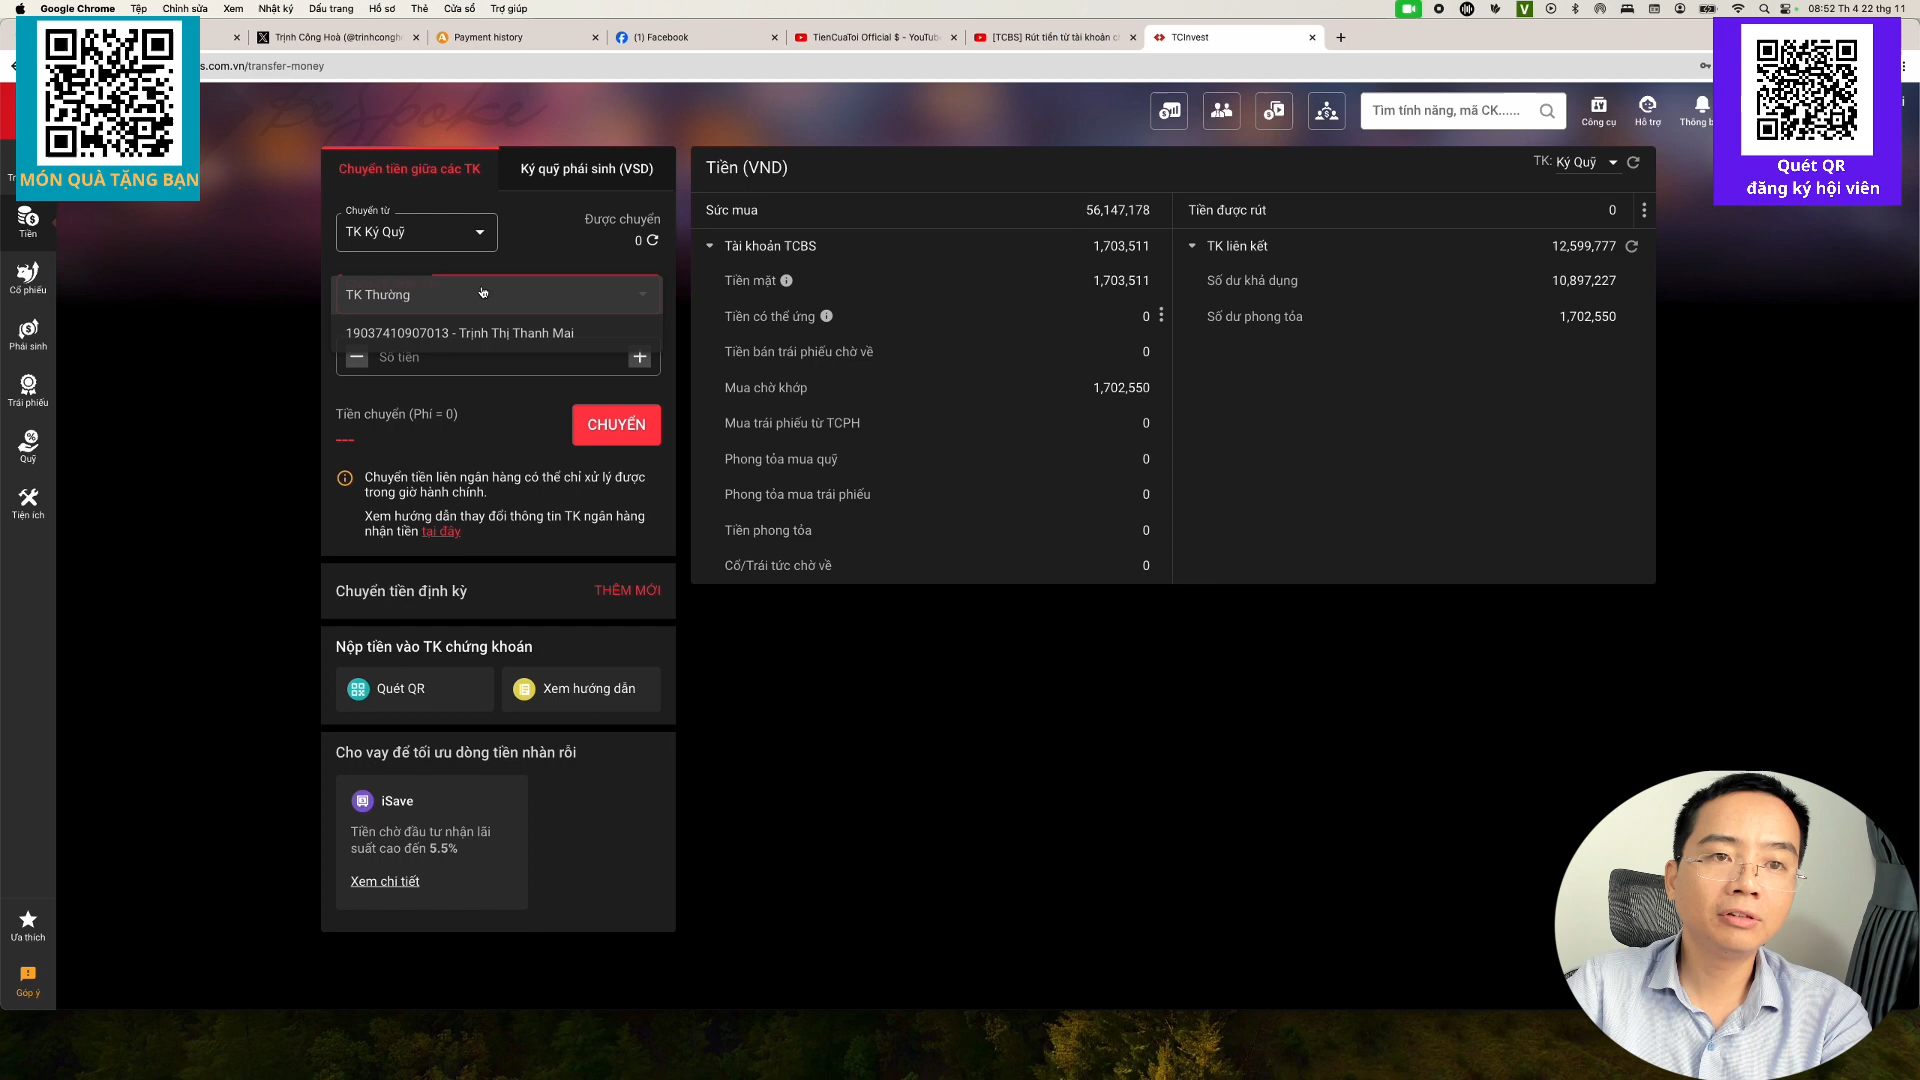 Google Chrome Tệp Chỉnh sửa Xem Nhật ký Dấu trang Hồ sơ Thẻ Cửa sổ Trợ giúp
08:52 Th 4 22 thg 11
Trịnh Công Hoà (@trinhcongh
Payment history
(1) Facebook
TienCuaToi Official $ - YouTub
[TCBS] Rút tiền từ tài khoản c
TCInvest
s.com.vn/transfer-money
MÓN QUÀ TẶNG BẠN
Quét QR
đăng ký hội viên
Tìm tính năng, mã CK......
Công cụ
Hỗ trợ
Thông b
Tiền
Cổ phiếu
Phái sinh
Trái phiếu
Quỹ
Tiện ích
Ưa thích
Góp ý
Chuyển tiền giữa các TK
Ký quỹ phái sinh (VSD)
Chuyển từ
TK Ký Quỹ
Được chuyển
0
TK Thường
19037410907013 - Trịnh Thị Thanh Mai
Số tiền
Tiền chuyển (Phí = 0)
---
CHUYỂN
Chuyển tiền liên ngân hàng có thể chỉ xử lý được
trong giờ hành chính.
Xem hướng dẫn thay đổi thông tin TK ngân hàng
nhận tiền tại đây
Chuyển tiền định kỳ
THÊM MỚI
Nộp tiền vào TK chứng khoán
Quét QR
Xem hướng dẫn
Cho vay để tối ưu dòng tiền nhàn rỗi
iSave
Tiền chờ đầu tư nhận lãi
suất cao đến 5.5%
Xem chi tiết
Tiền (VND)
TK: Ký Quỹ
Sức mua 56,147,178
Tài khoản TCBS 1,703,511
Tiền mặt 1,703,511
Tiền có thể ứng 0
Tiền bán trái phiếu chờ về 0
Mua chờ khớp 1,702,550
Mua trái phiếu từ TCPH 0
Phong tỏa mua quỹ 0
Phong tỏa mua trái phiếu 0
Tiền phong tỏa 0
Cổ/Trái tức chờ về 0
Tiền được rút 0
TK liên kết 12,599,777
Số dư khả dụng 10,897,227
Số dư phong tỏa 1,702,550